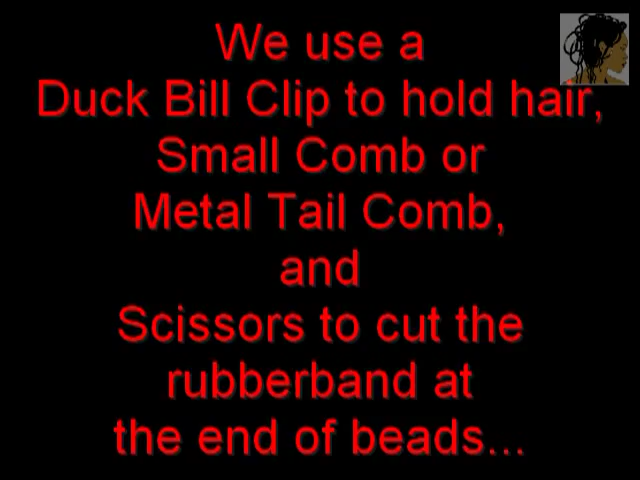 We use a
Duck Bill Clip to hold hair,
Small Comb or
Metal Tail Comb,
and
Scissors to cut the
rubberband at
the end of beads...